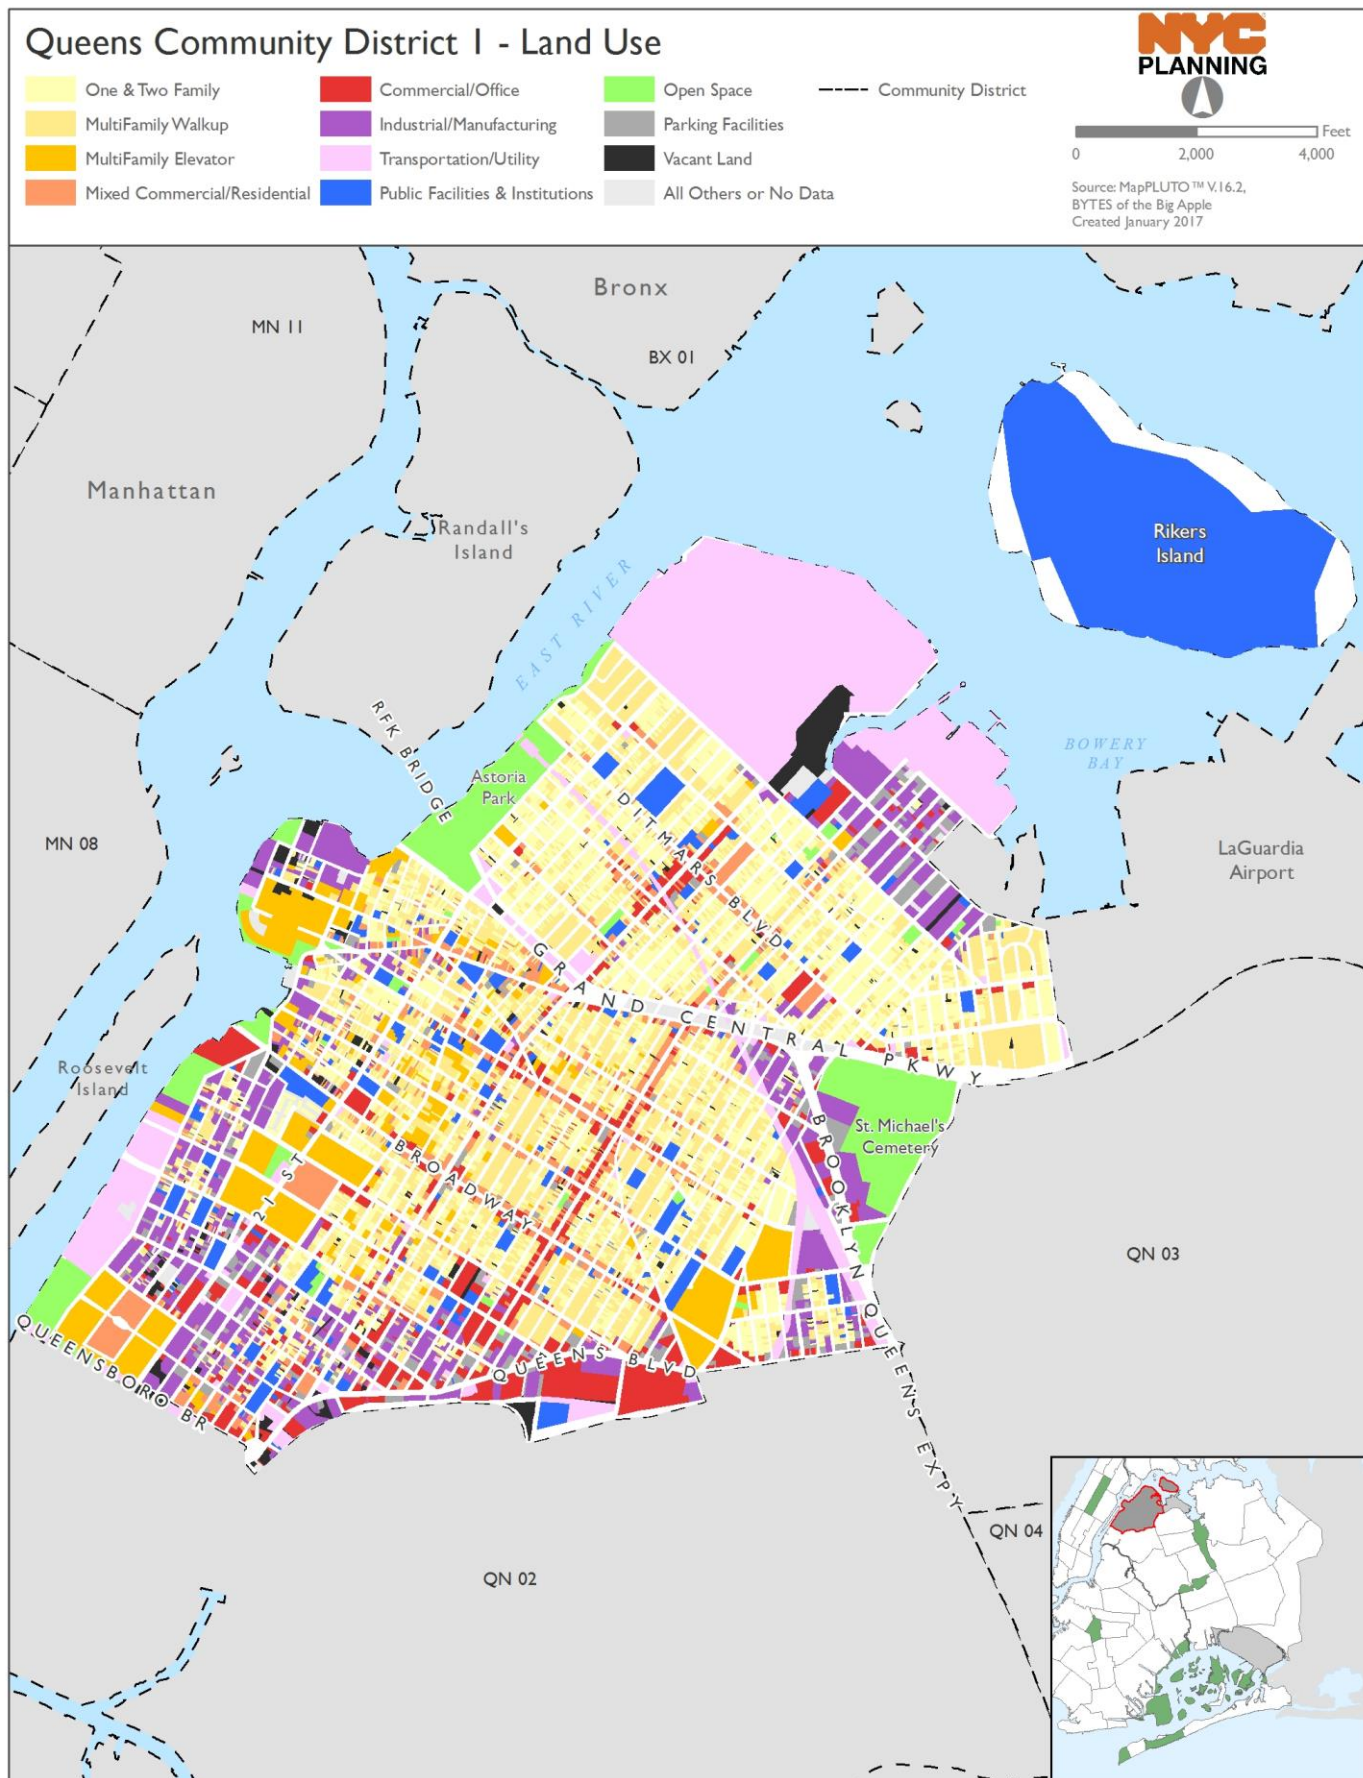 Queens Community District 1 - Land Use
One & Two Family
MultiFamily Walkup
MultiFamily Elevator
Mixed Commercial/Residential
Commercial/Office
Industrial/Manufacturing
Transportation/Utility
Public Facilities & Institutions
Open Space
Parking Facilities
Vacant Land
All Others or No Data
Community District
NYC
PLANNING
Feet
0 2,000 4,000
Source: MapPLUTO™ V.16.2,
BYTES of the Big Apple
Created January 2017
Bronx
MN 11
BX 01
Manhattan
Randall's
Island
Rikers
Island
EAST RIVER
RFK BRIDGE
BOWERY
BAY
Astoria
Park
DITMARS BLVD
MN 08
LaGuardia
Airport
GRAND CENTRAL PKWY
Roosevelt
Island
St. Michael's
Cemetery
BROADWAY
21 ST
BROOKLYN QUEENS EXPY
QN 03
QUEENSBORO BR
QUEENS BLVD
QN 04
QN 02